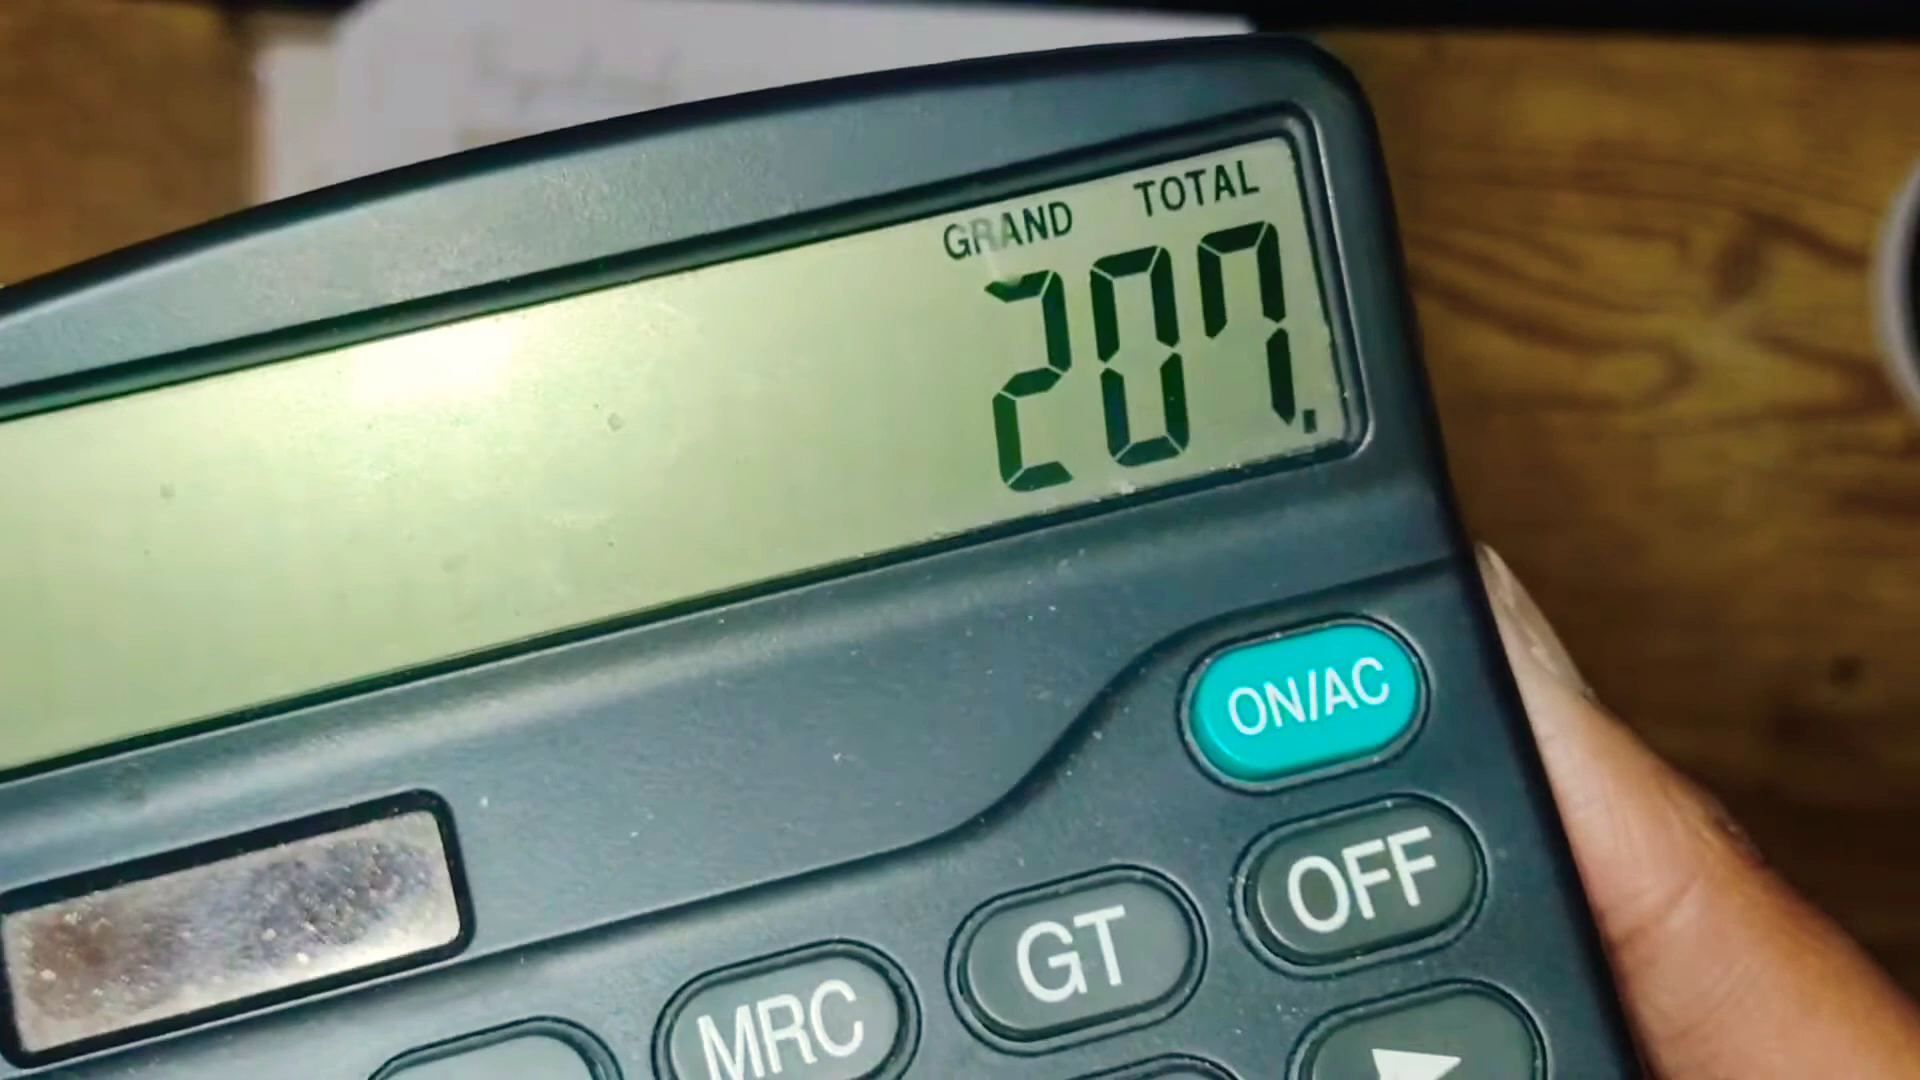 GRAND TOTAL
207.
ON/AC
OFF
GT
MRC